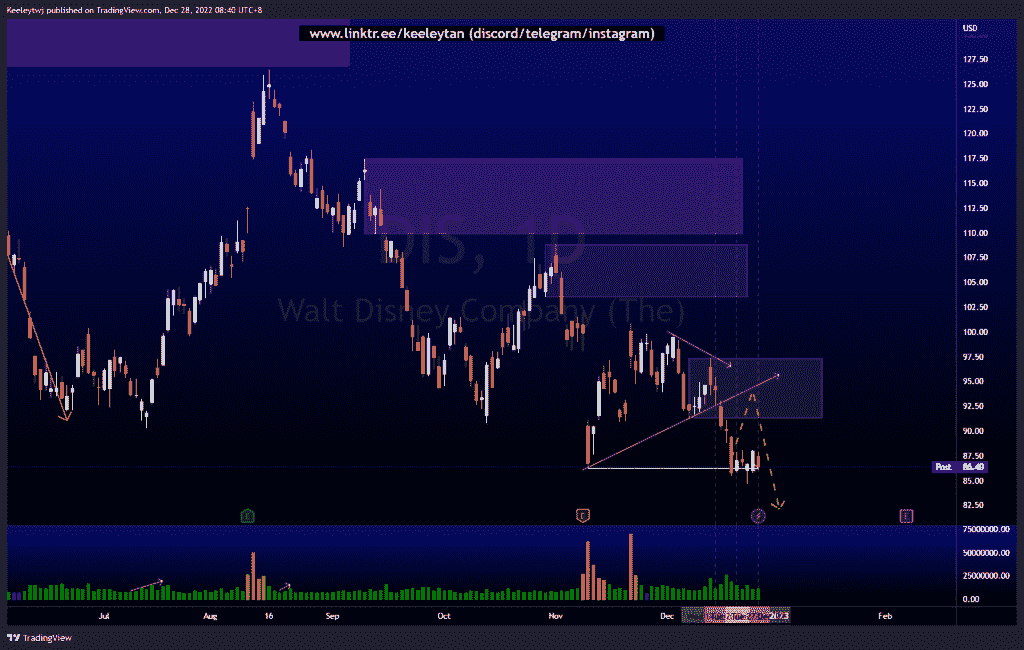 Keeleytwj published on TradingView.com, Dec 28, 2022 08:40 UTC+8
www.linktr.ee/keeleytan (discord/telegram/instagram)
USD
127.50
125.00
122.50
120.00
117.50
115.00
112.50
110.00
107.50
105.00
102.50
100.00
97.50
95.00
92.50
90.00
87.50
Post 86.40
85.00
82.50
DIS, 1D
Walt Disney Company (The)
E
E
E
75000000.00
50000000.00
25000000.00
0.00
Jul
Aug
16
Sep
Oct
Nov
Dec
2023
Feb
TradingView